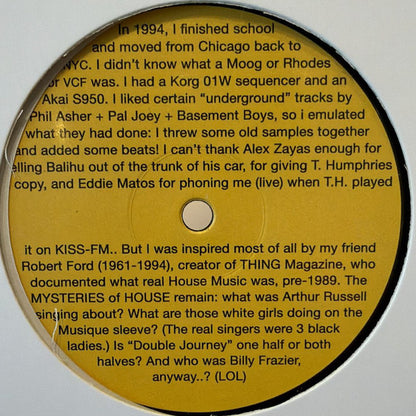 In 1994, I finished school
and moved from Chicago back to
NYC. I didn't know what a Moog or Rhodes
or VCF was. I had a Korg 01W sequencer and an
Akai S950. I liked certain “underground” tracks by
Phil Asher + Pal Joey + Basement Boys, so i emulated
what they had done: I threw some old samples together
and added some beats! I can't thank Alex Zayas enough for
elling Balihu out of the trunk of his car, for giving T. Humphries
copy, and Eddie Matos for phoning me (live) when T.H. played
it on KISS-FM.. But I was inspired most of all by my friend
Robert Ford (1961-1994), creator of THING Magazine, who
documented what real House Music was, pre-1989. The
MYSTERIES of HOUSE remain: what was Arthur Russell
singing about? What are those white girls doing on the
Musique sleeve? (The real singers were 3 black
ladies.) Is “Double Journey” one half or both
halves? And who was Billy Frazier,
anyway..? (LOL)